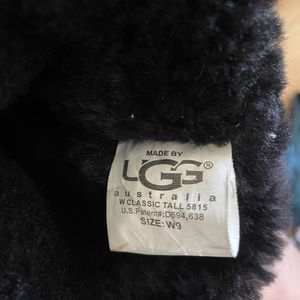 MADE BY
UGG®
australia
W CLASSIC TALL 5815
U.S.Patent#:D594,638
SIZE: W9